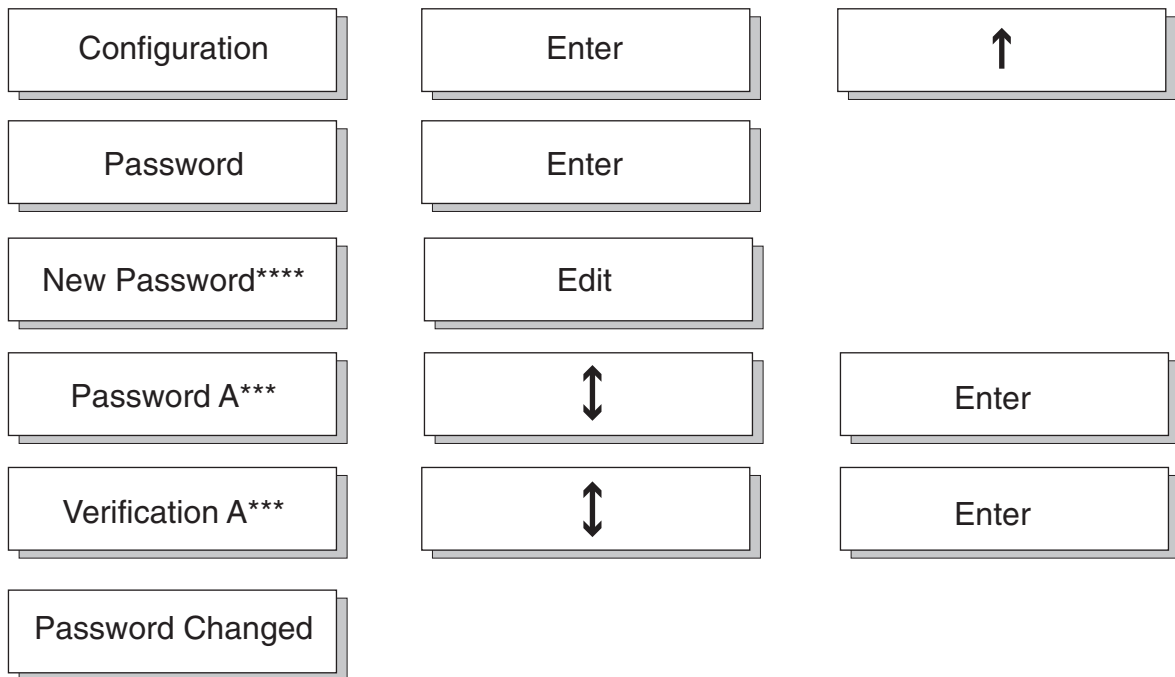 Configuration Enter ↑
Password Enter
New Password**** Edit
Password A*** ↕ Enter
Verification A*** ↕ Enter
Password Changed